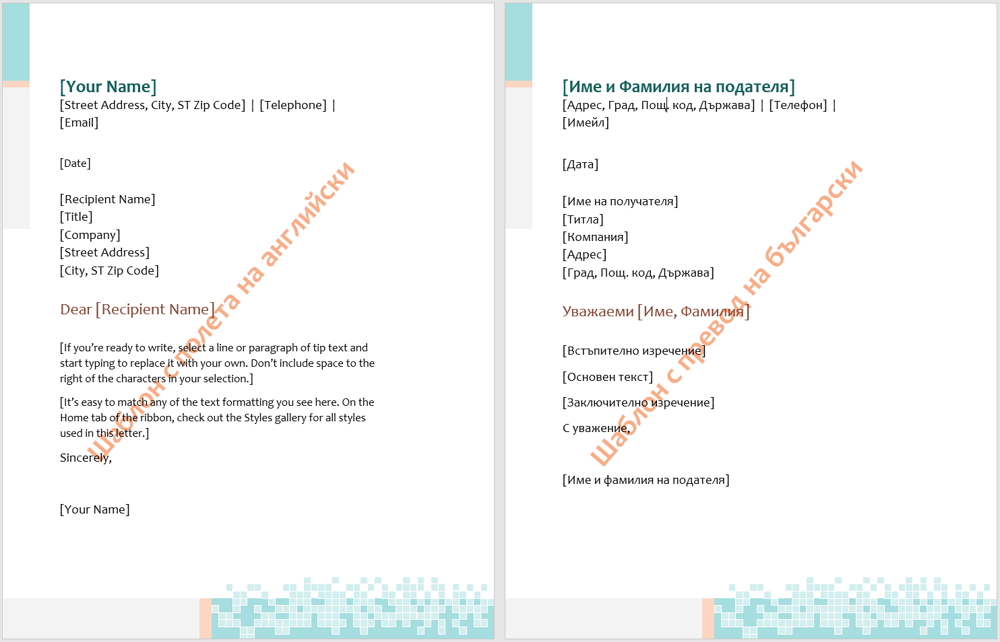 [Your Name]
[Street Address, City, ST Zip Code] | [Telephone] |
[Email]
[Date]
[Recipient Name]
[Title]
[Company]
[Street Address]
[City, ST Zip Code]
Dear [Recipient Name]
[If you’re ready to write, select a line or paragraph of tip text and
start typing to replace it with your own. Don’t include space to the
right of the characters in your selection.]
[It’s easy to match any of the text formatting you see here. On the
Home tab of the ribbon, check out the Styles gallery for all styles
used in this letter.]
Sincerely,
[Your Name]
Шаблон с полета на английски
[Име и Фамилия на подателя]
[Адрес, Град, Пощ. код, Държава] | [Телефон] |
[Имейл]
[Дата]
[Име на получателя]
[Титла]
[Компания]
[Адрес]
[Град, Пощ. код, Държава]
Уважаеми [Име, Фамилия]
[Встъпително изречение]
[Основен текст]
[Заключително изречение]
С уважение,
[Име и фамилия на подателя]
Шаблон с превод на български